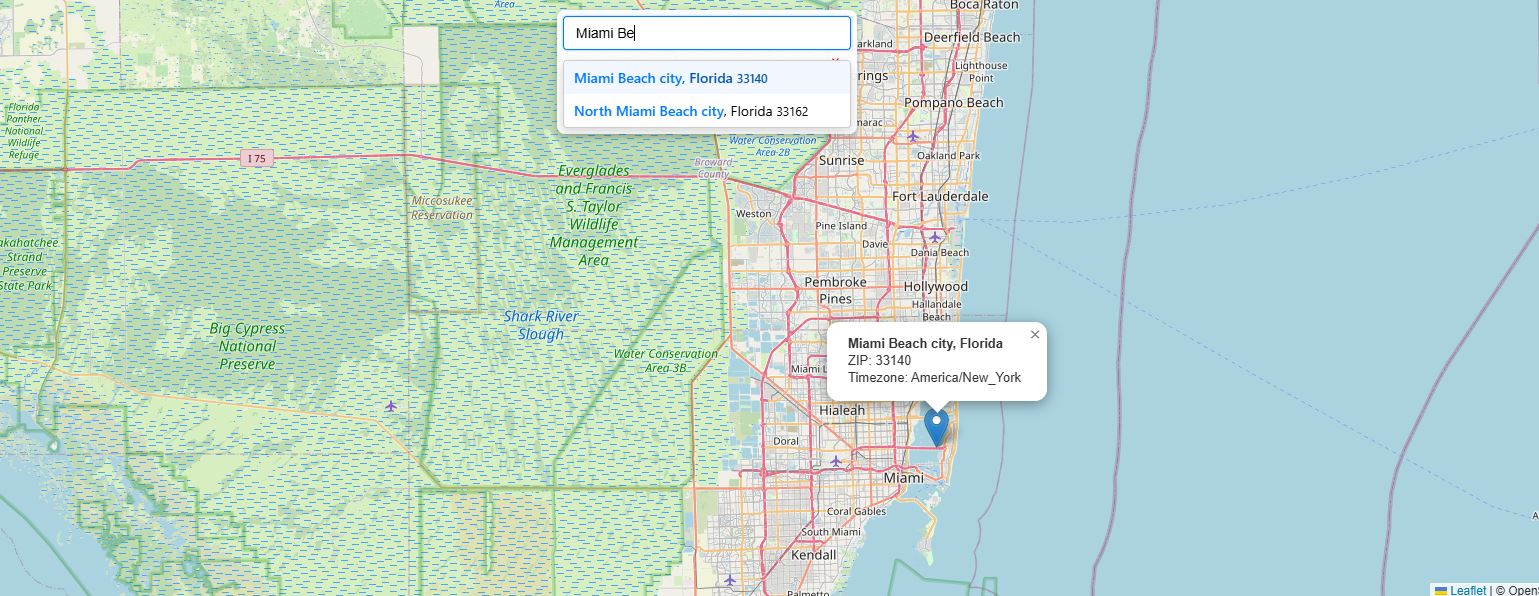 Area
Boca Raton
Miami Be
Deerfield Beach
arkland
Lighthouse
Point
Miami Beach city, Florida 33140
rings
Pompano Beach
North Miami Beach city, Florida 33162
Florida
Panther
National
Wildlife
Refuge
marac
Water Conservation
Area-2B
Oakland Park
I 75
Broward
County
Sunrise
Everglades
and Francis
S. Taylor
Wildlife
Management
Area
Miccosukee
Reservation
Fort Lauderdale
Weston
Pine Island
Davie
Dania Beach
akahatchee
Strand
Preserve
State Park
Pembroke
Pines
Hollywood
Hallandale
Beach
Shark River
Slough
Big Cypress
National
Preserve
Water Conservation
Area 3B
Miami Beach city, Florida
×
ZIP: 33140
Timezone: America/New_York
Miami L
Hialeah
Doral
Miami
Coral Gables
South Miami
Kendall
Palmetto
Leaflet | © Open